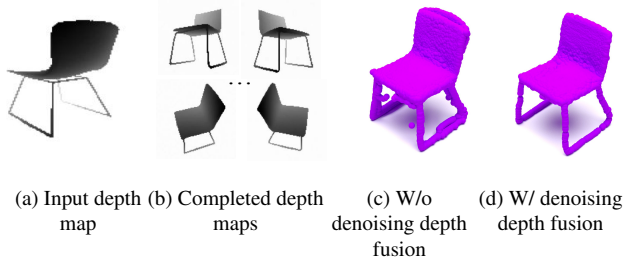 (a) Input depth
map
(b) Completed depth
maps
(c) W/o
denoising depth
fusion
(d) W/ denoising
depth fusion